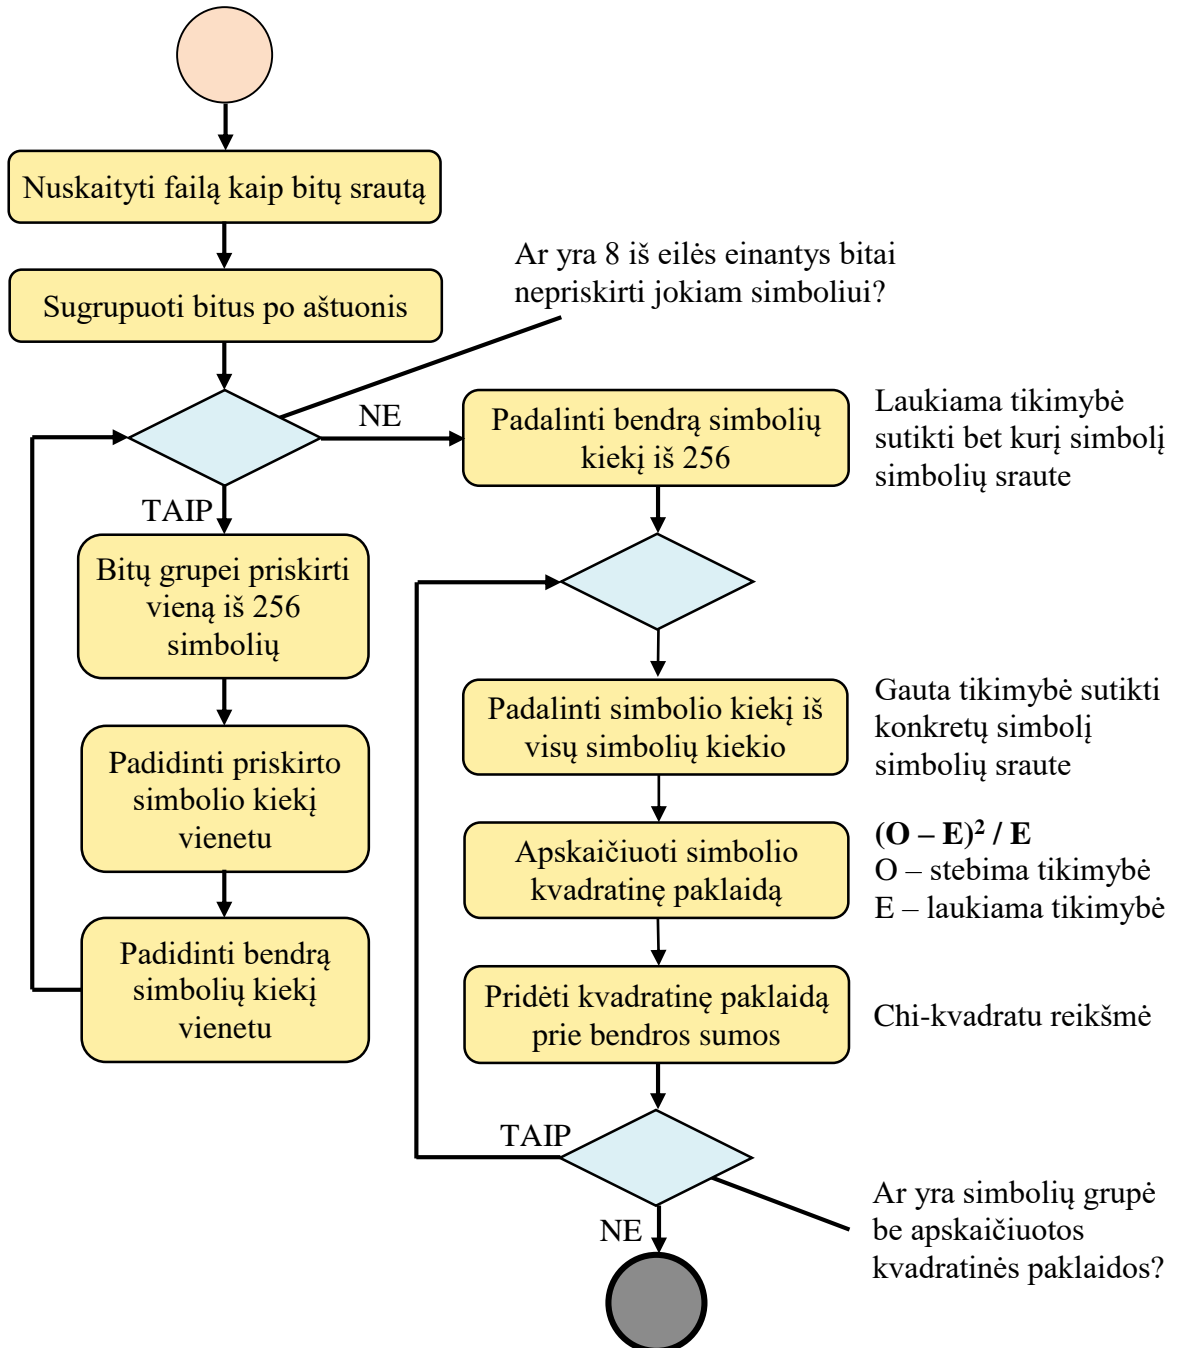 Nuskaityti failą kaip bitų srautą
Sugrupuoti bitus po aštuonis
Ar yra 8 iš eilės einantys bitai
nepriskirti jokiam simboliui?
NE
TAIP
Bitų grupei priskirti
vieną iš 256
simbolių
Padidinti priskirto
simbolio kiekį
vienetu
Padidinti bendrą
simbolių kiekį
vienetu
Padalinti bendrą simbolių
kiekį iš 256
Laukiama tikimybė
sutikti bet kurį simbolį
simbolių sraute
Padalinti simbolio kiekį iš
visų simbolių kiekio
Gauta tikimybė sutikti
konkretų simbolį
simbolių sraute
Apskaičiuoti simbolio
kvadratinę paklaidą
(O – E)² / E
O – stebima tikimybė
E – laukiama tikimybė
Pridėti kvadratinę paklaidą
prie bendros sumos
Chi-kvadratu reikšmė
TAIP
NE
Ar yra simbolių grupė
be apskaičiuotos
kvadratinės paklaidos?